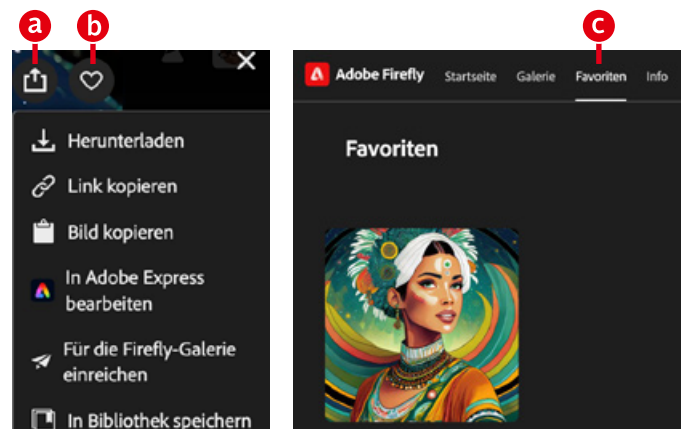 a
b
Herunterladen
Link kopieren
Bild kopieren
In Adobe Express
bearbeiten
Für die Firefly-Galerie
einreichen
In Bibliothek speichern
c
Adobe Firefly Startseite Galerie Favoriten Info
Favoriten